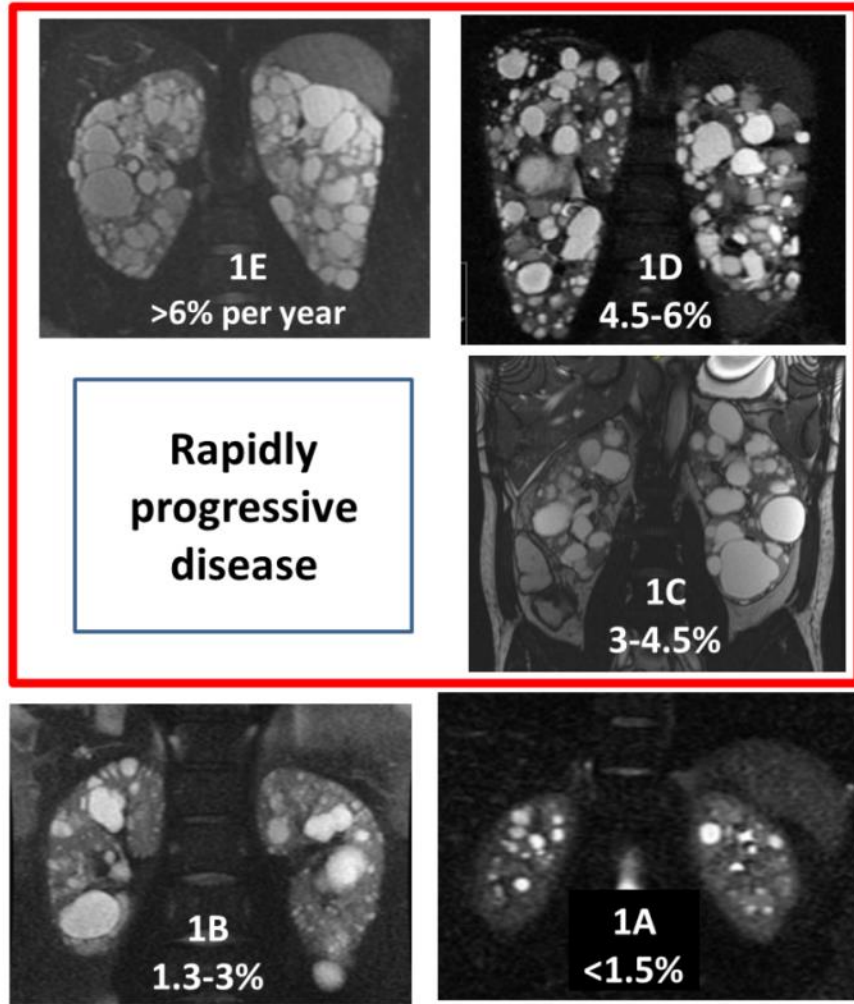 1E
>6% per year
1D
4.5-6%
Rapidly
progressive
disease
1C
3-4.5%
1B
1.3-3%
1A
<1.5%